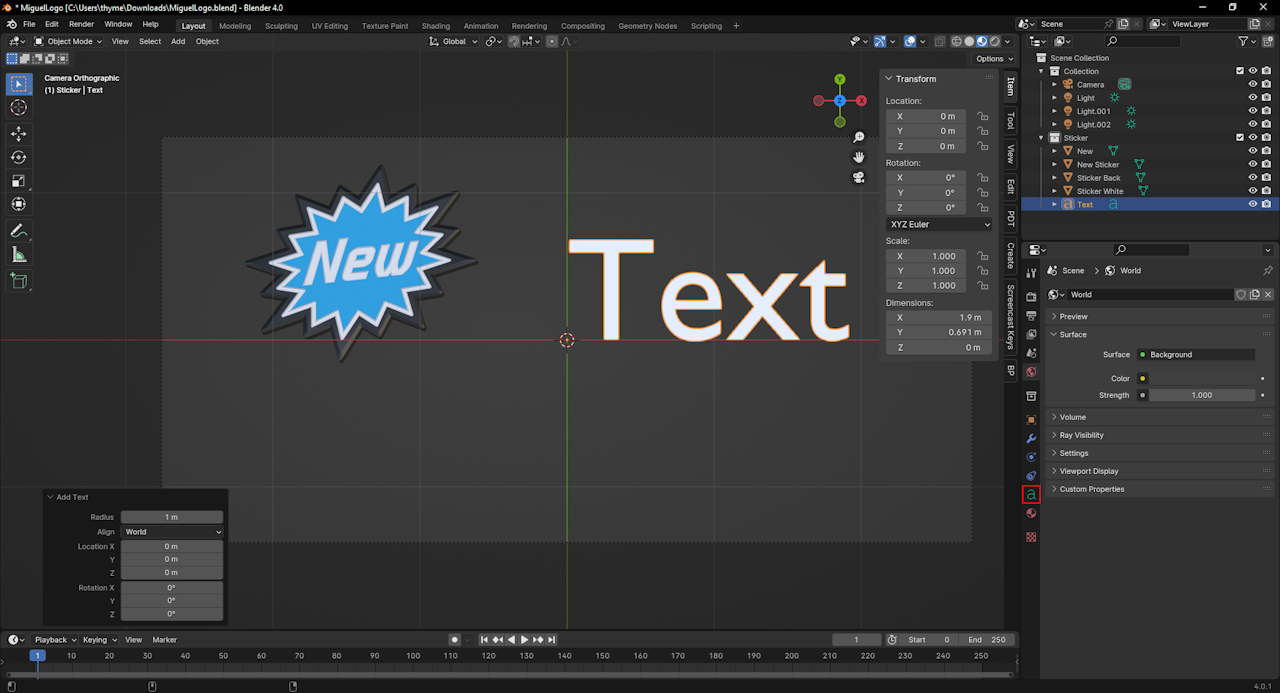 * MiguelLogo [C:\Users\thyme\Downloads\MiguelLogo.blend] - Blender 4.0
File Edit Render Window Help Layout Modeling Sculpting UV Editing Texture Paint Shading Animation Rendering Compositing Geometry Nodes Scripting + Scene ViewLayer
Object Mode View Select Add Object Global
Options
Camera Orthographic
(1) Sticker | Text
New
Text
Y
X
Z
Transform
Location:
X 0 m
Y 0 m
Z 0 m
Rotation:
X 0°
Y 0°
Z 0°
XYZ Euler
Scale:
X 1.000
Y 1.000
Z 1.000
Dimensions:
X 1.9 m
Y 0.691 m
Z 0 m
Item
Tool
View
Edit
PDT
Create
Screencast Keys
BP
Scene Collection
Collection
Camera
Light
Light.001
Light.002
Sticker
New
New Sticker
Sticker Back
Sticker White
Text
Scene > World
World
Preview
Surface
Surface Background
Color
Strength 1.000
Volume
Ray Visibility
Settings
Viewport Display
Custom Properties
Add Text
Radius 1 m
Align World
Location X 0 m
Y 0 m
Z 0 m
Rotation X 0°
Y 0°
Z 0°
Playback Keying View Marker 1 Start 0 End 250
1 10 20 30 40 50 60 70 80 90 100 110 120 130 140 150 160 170 180 190 200 210 220 230 240 250
4.0.1